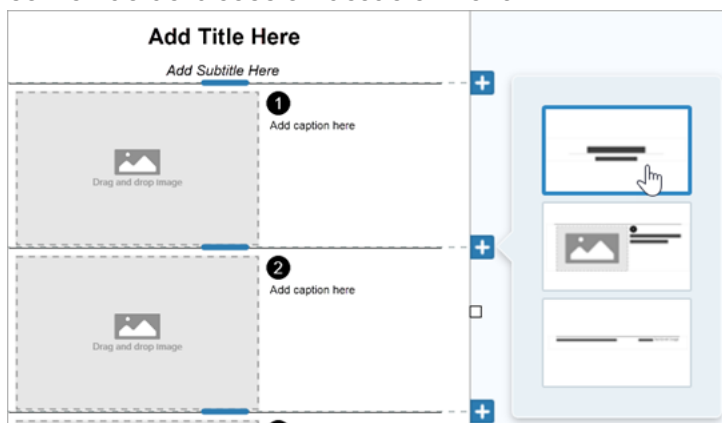 Add Title Here
Add Subtitle Here
1
Add caption here
Drag and drop image
2
Add caption here
Drag and drop image